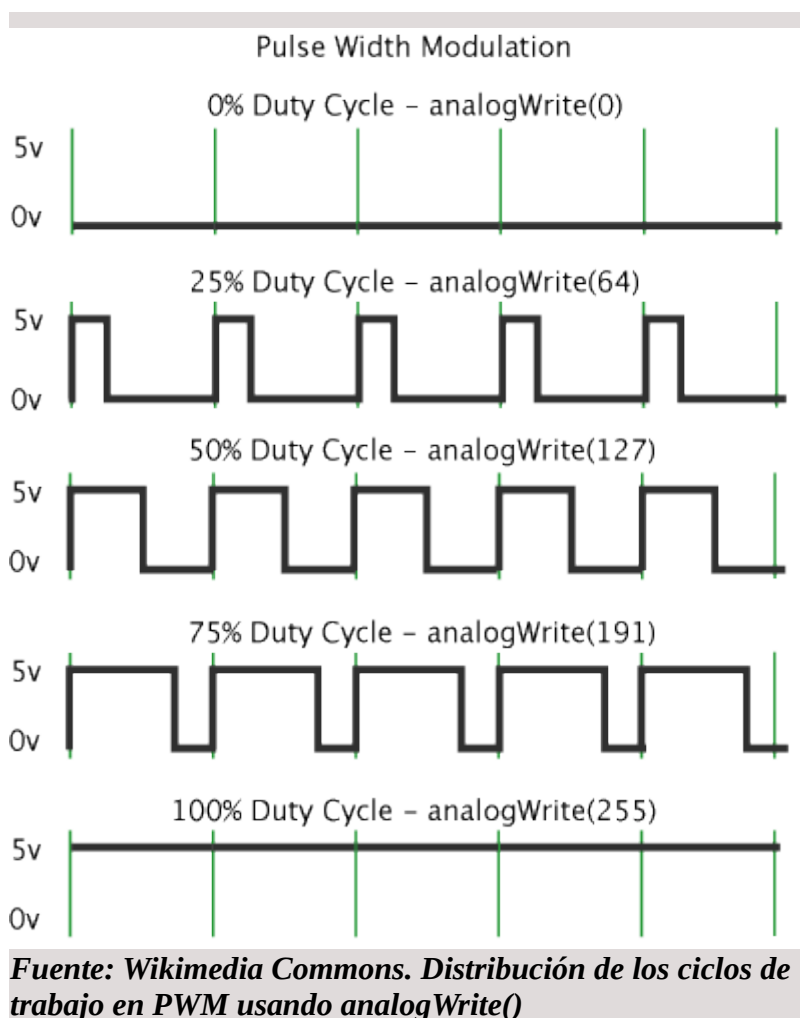 Pulse Width Modulation
0% Duty Cycle – analogWrite(0)
5v
0v
25% Duty Cycle – analogWrite(64)
5v
0v
50% Duty Cycle – analogWrite(127)
5v
0v
75% Duty Cycle – analogWrite(191)
5v
0v
100% Duty Cycle – analogWrite(255)
5v
0v
Fuente: Wikimedia Commons. Distribución de los ciclos de
trabajo en PWM usando analogWrite()